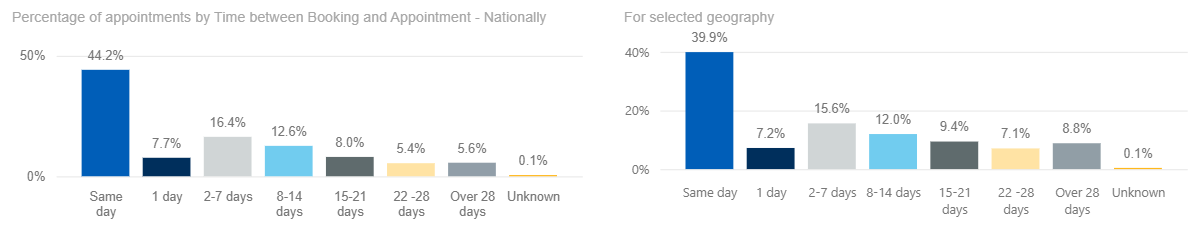 Percentage of appointments by Time between Booking and Appointment - Nationally
50%
0%
44.2%
7.7%
16.4%
12.6%
8.0%
5.4%
5.6%
0.1%
Same
day
1 day
2-7 days
8-14
days
15-21
days
22 -28
days
Over 28
days
Unknown
For selected geography
40%
20%
0%
39.9%
7.2%
15.6%
12.0%
9.4%
7.1%
8.8%
0.1%
Same day
1 day
2-7 days
8-14 days
15-21
days
22 -28
days
Over 28
days
Unknown